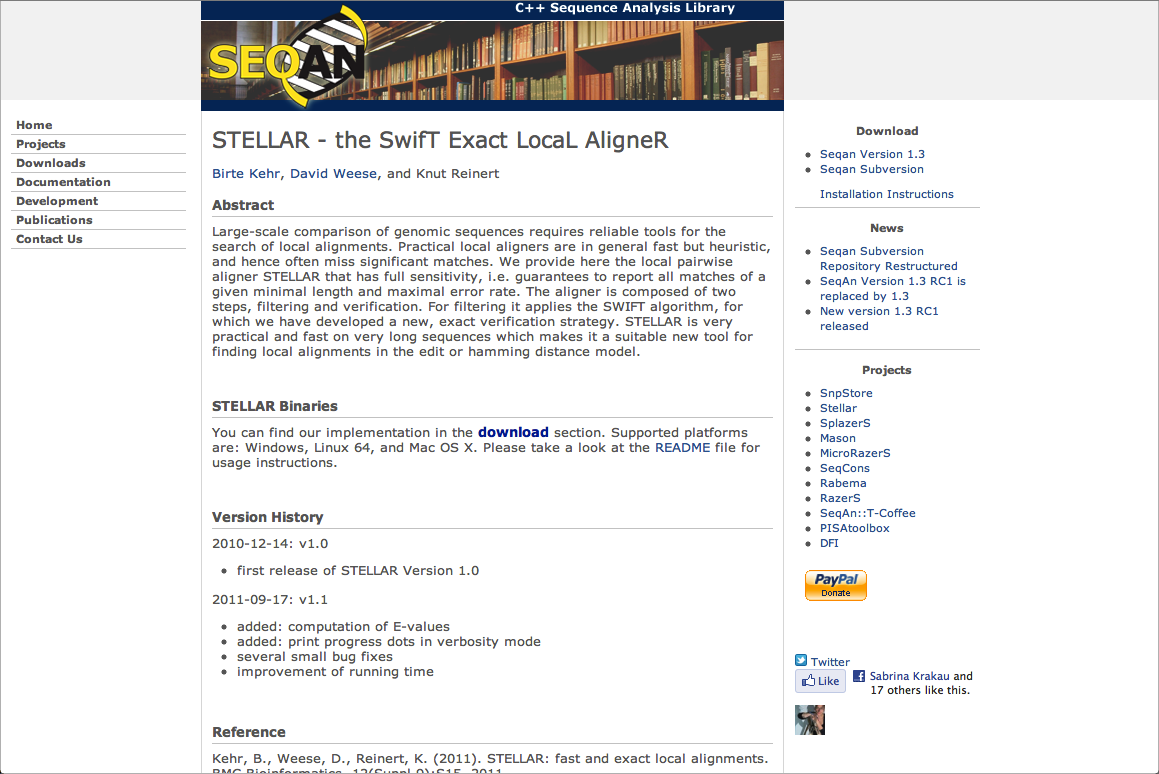 C++ Sequence Analysis Library
SEQAN
Home
Projects
Downloads
Documentation
Development
Publications
Contact Us
STELLAR - the SwifT Exact LocaL AligneR
Birte Kehr, David Weese, and Knut Reinert
Abstract
Large-scale comparison of genomic sequences requires reliable tools for the
search of local alignments. Practical local aligners are in general fast but heuristic,
and hence often miss significant matches. We provide here the local pairwise
aligner STELLAR that has full sensitivity, i.e. guarantees to report all matches of a
given minimal length and maximal error rate. The aligner is composed of two
steps, filtering and verification. For filtering it applies the SWIFT algorithm, for
which we have developed a new, exact verification strategy. STELLAR is very
practical and fast on very long sequences which makes it a suitable new tool for
finding local alignments in the edit or hamming distance model.
STELLAR Binaries
You can find our implementation in the download section. Supported platforms
are: Windows, Linux 64, and Mac OS X. Please take a look at the README file for
usage instructions.
Version History
2010-12-14: v1.0
first release of STELLAR Version 1.0
2011-09-17: v1.1
added: computation of E-values
added: print progress dots in verbosity mode
several small bug fixes
improvement of running time
Reference
Kehr, B., Weese, D., Reinert, K. (2011). STELLAR: fast and exact local alignments.
BMC Bioinformatics, 12(Suppl 9):S15, 2011
Download
Seqan Version 1.3
Seqan Subversion
Installation Instructions
News
Seqan Subversion
Repository Restructured
SeqAn Version 1.3 RC1 is
replaced by 1.3
New version 1.3 RC1
released
Projects
SnpStore
Stellar
SplazerS
Mason
MicroRazerS
SeqCons
Rabema
RazerS
SeqAn::T-Coffee
PISAtoolbox
DFI
PayPal
Donate
Twitter
Like
Sabrina Krakau and
17 others like this.